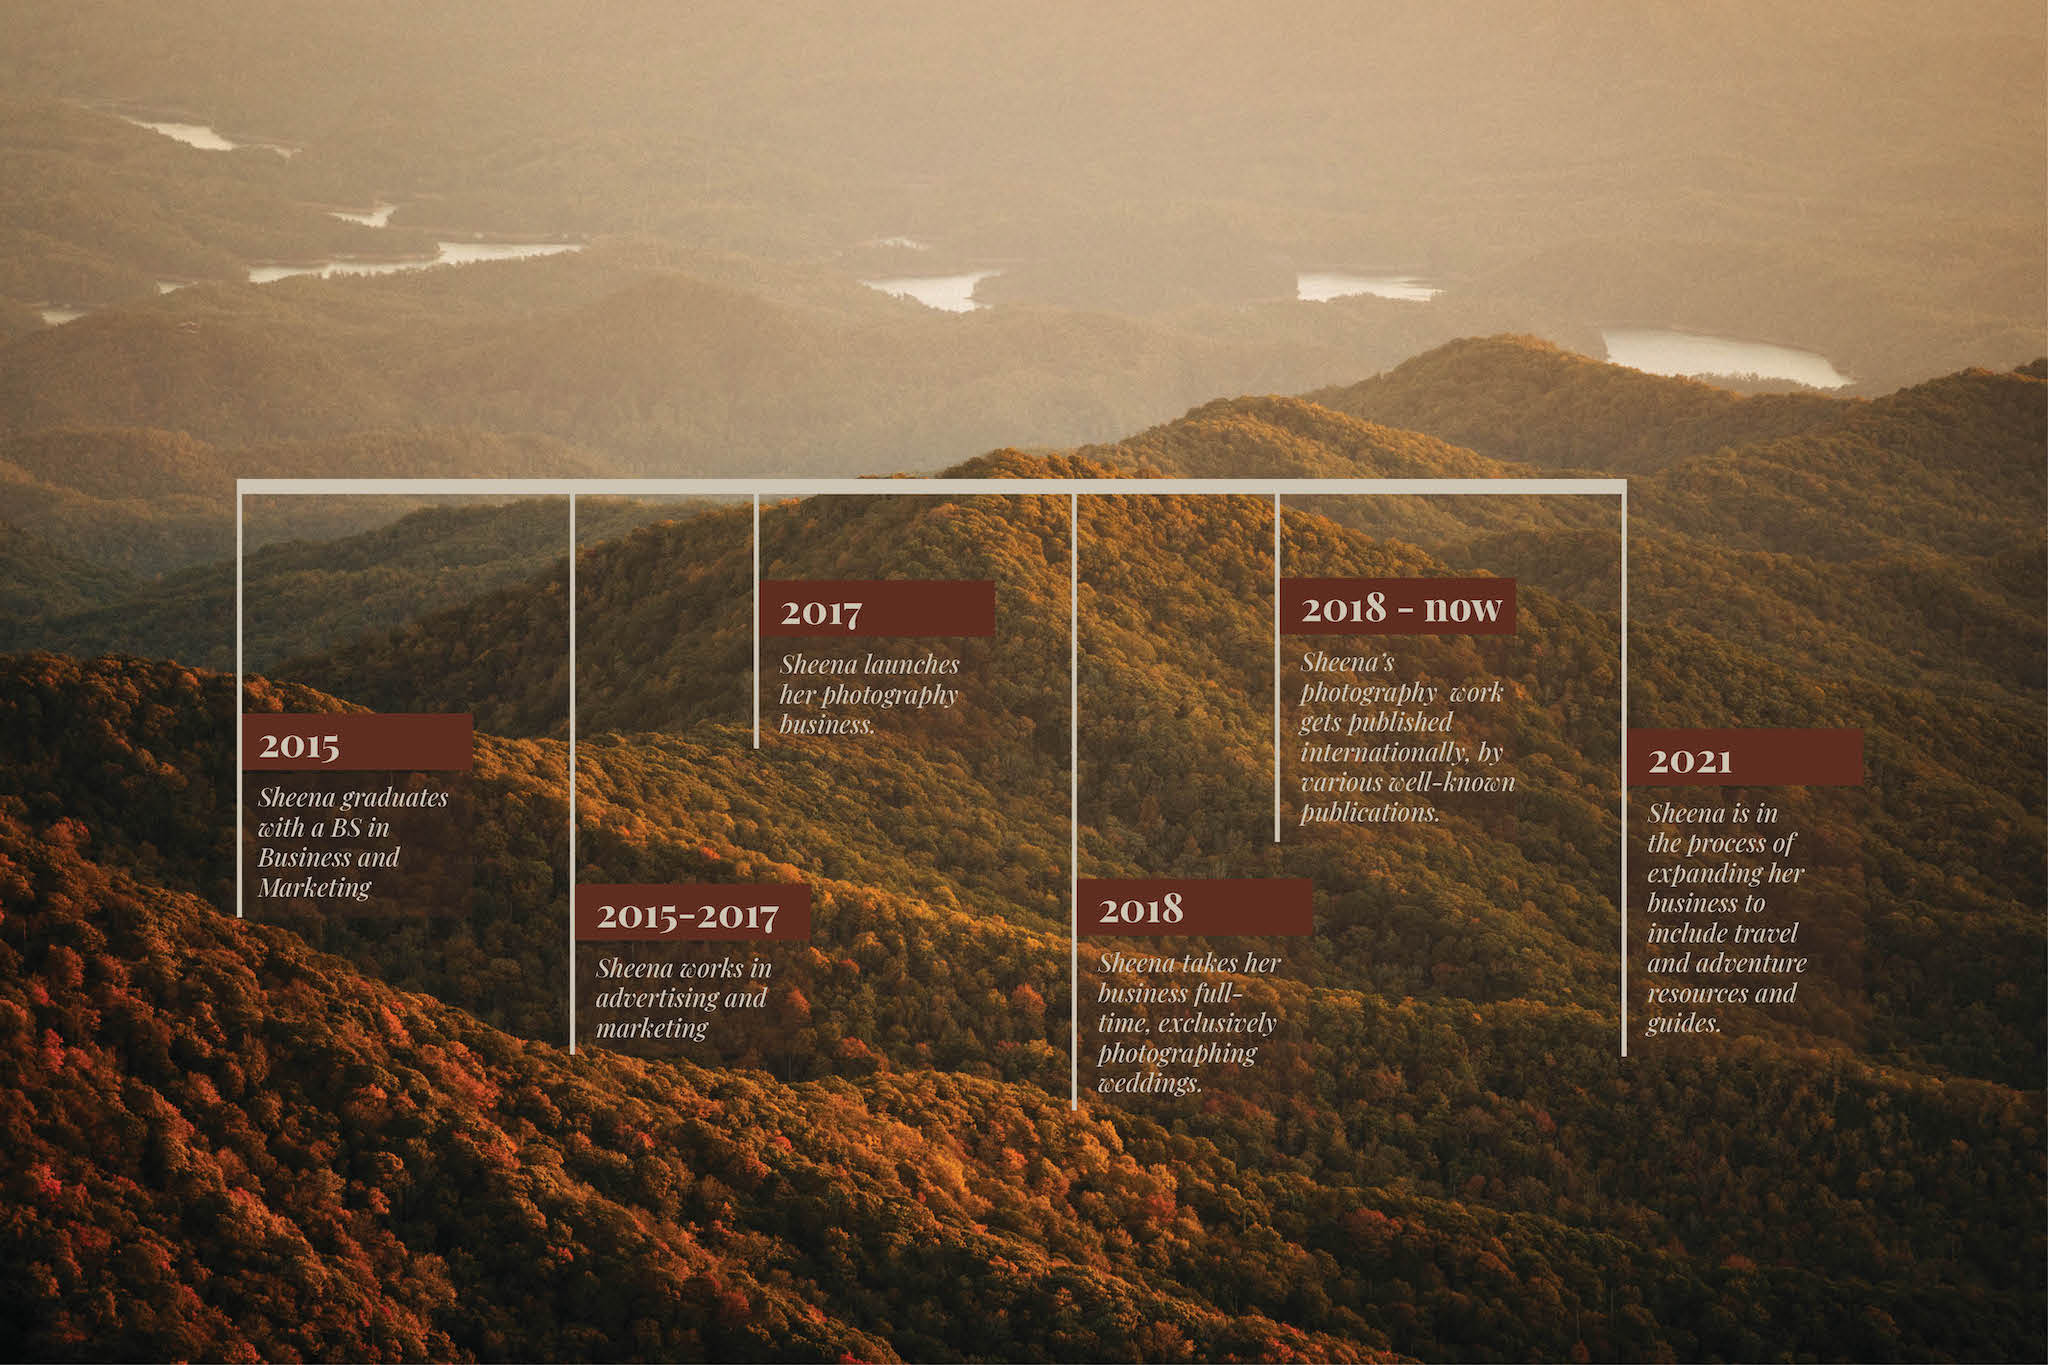 2015
Sheena graduates
with a BS in
Business and
Marketing
2015-2017
Sheena works in
advertising and
marketing
2017
Sheena launches
her photography
business.
2018
Sheena takes her
business full-
time, exclusively
photographing
weddings.
2018 - now
Sheena's
photography work
gets published
internationally, by
various well-known
publications.
2021
Sheena is in
the process of
expanding her
business to
include travel
and adventure
resources and
guides.